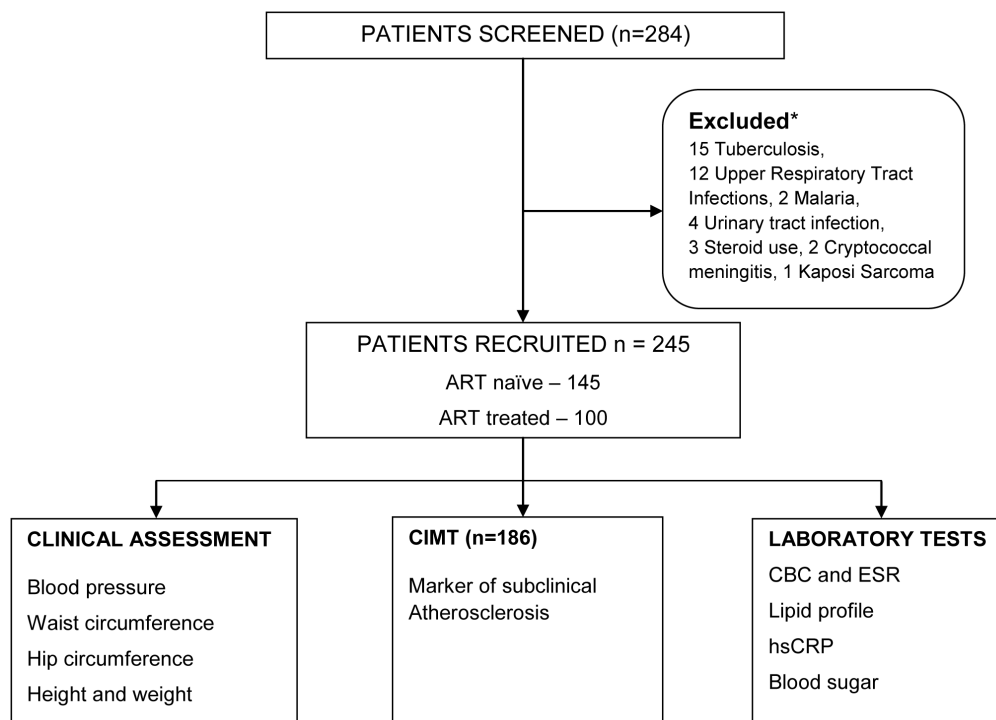 PATIENTS SCREENED (n=284)
Excluded*
15 Tuberculosis,
12 Upper Respiratory Tract
Infections, 2 Malaria,
4 Urinary tract infection,
3 Steroid use, 2 Cryptococcal
meningitis, 1 Kaposi Sarcoma
PATIENTS RECRUITED n = 245
ART naïve – 145
ART treated – 100
CLINICAL ASSESSMENT
Blood pressure
Waist circumference
Hip circumference
Height and weight
CIMT (n=186)
Marker of subclinical
Atherosclerosis
LABORATORY TESTS
CBC and ESR
Lipid profile
hsCRP
Blood sugar